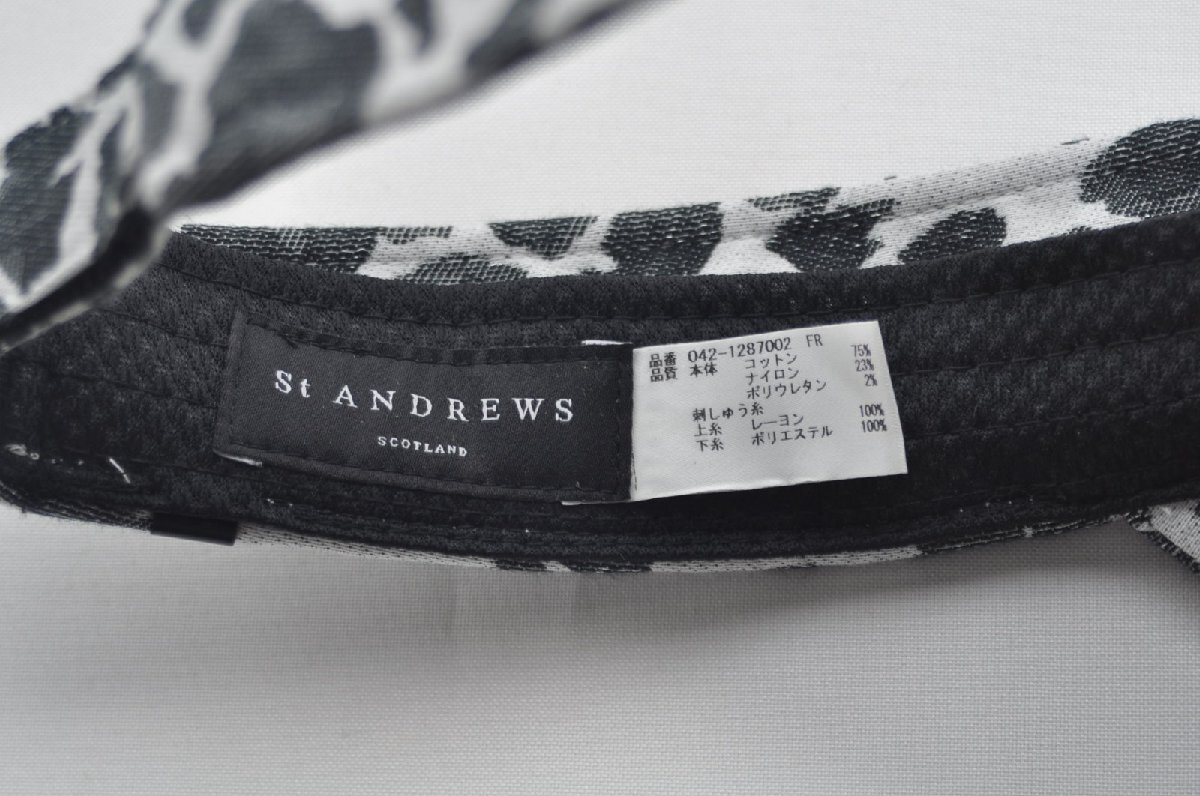 St ANDREWS
SCOTLAND
品番 042-1287002 FR
品質 本体 コットン 75%
ナイロン 23%
ポリウレタン 2%
刺しゅう糸
上糸 レーヨン 100%
下糸 ポリエステル 100%